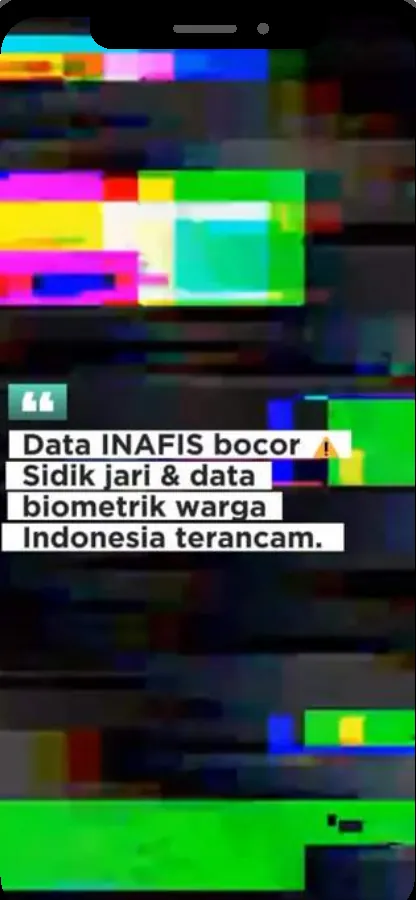 ❝
Data INAFIS bocor ⚠️
Sidik jari & data
biometrik warga
Indonesia terancam.